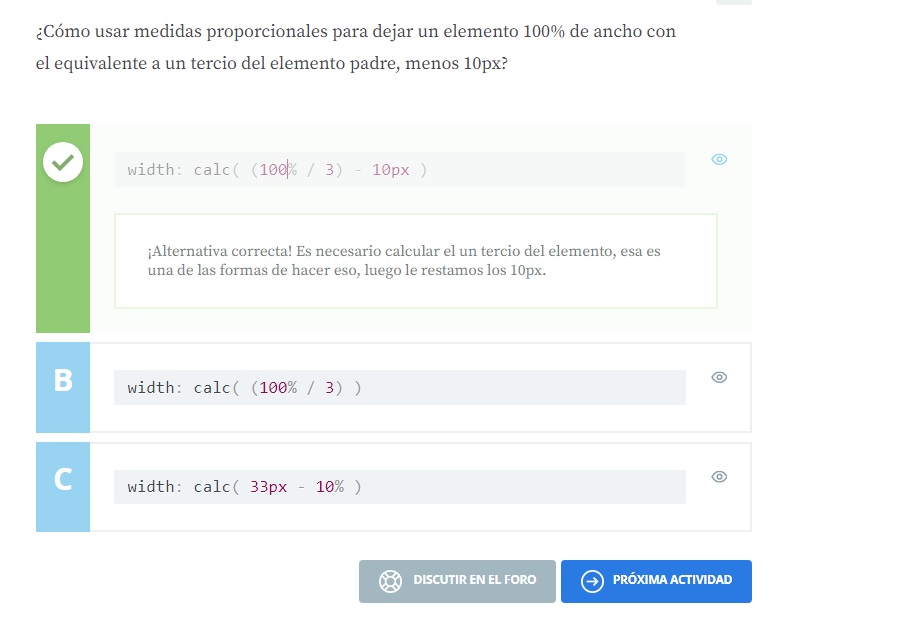 ¿Cómo usar medidas proporcionales para dejar un elemento 100% de ancho con
el equivalente a un tercio del elemento padre, menos 10px?
width: calc( (100% / 3) - 10px )
¡Alternativa correcta! Es necesario calcular el un tercio del elemento, esa es
una de las formas de hacer eso, luego le restamos los 10px.
B
width: calc( (100% / 3) )
C
width: calc( 33px - 10% )
DISCUTIR EN EL FORO
PRÓXIMA ACTIVIDAD